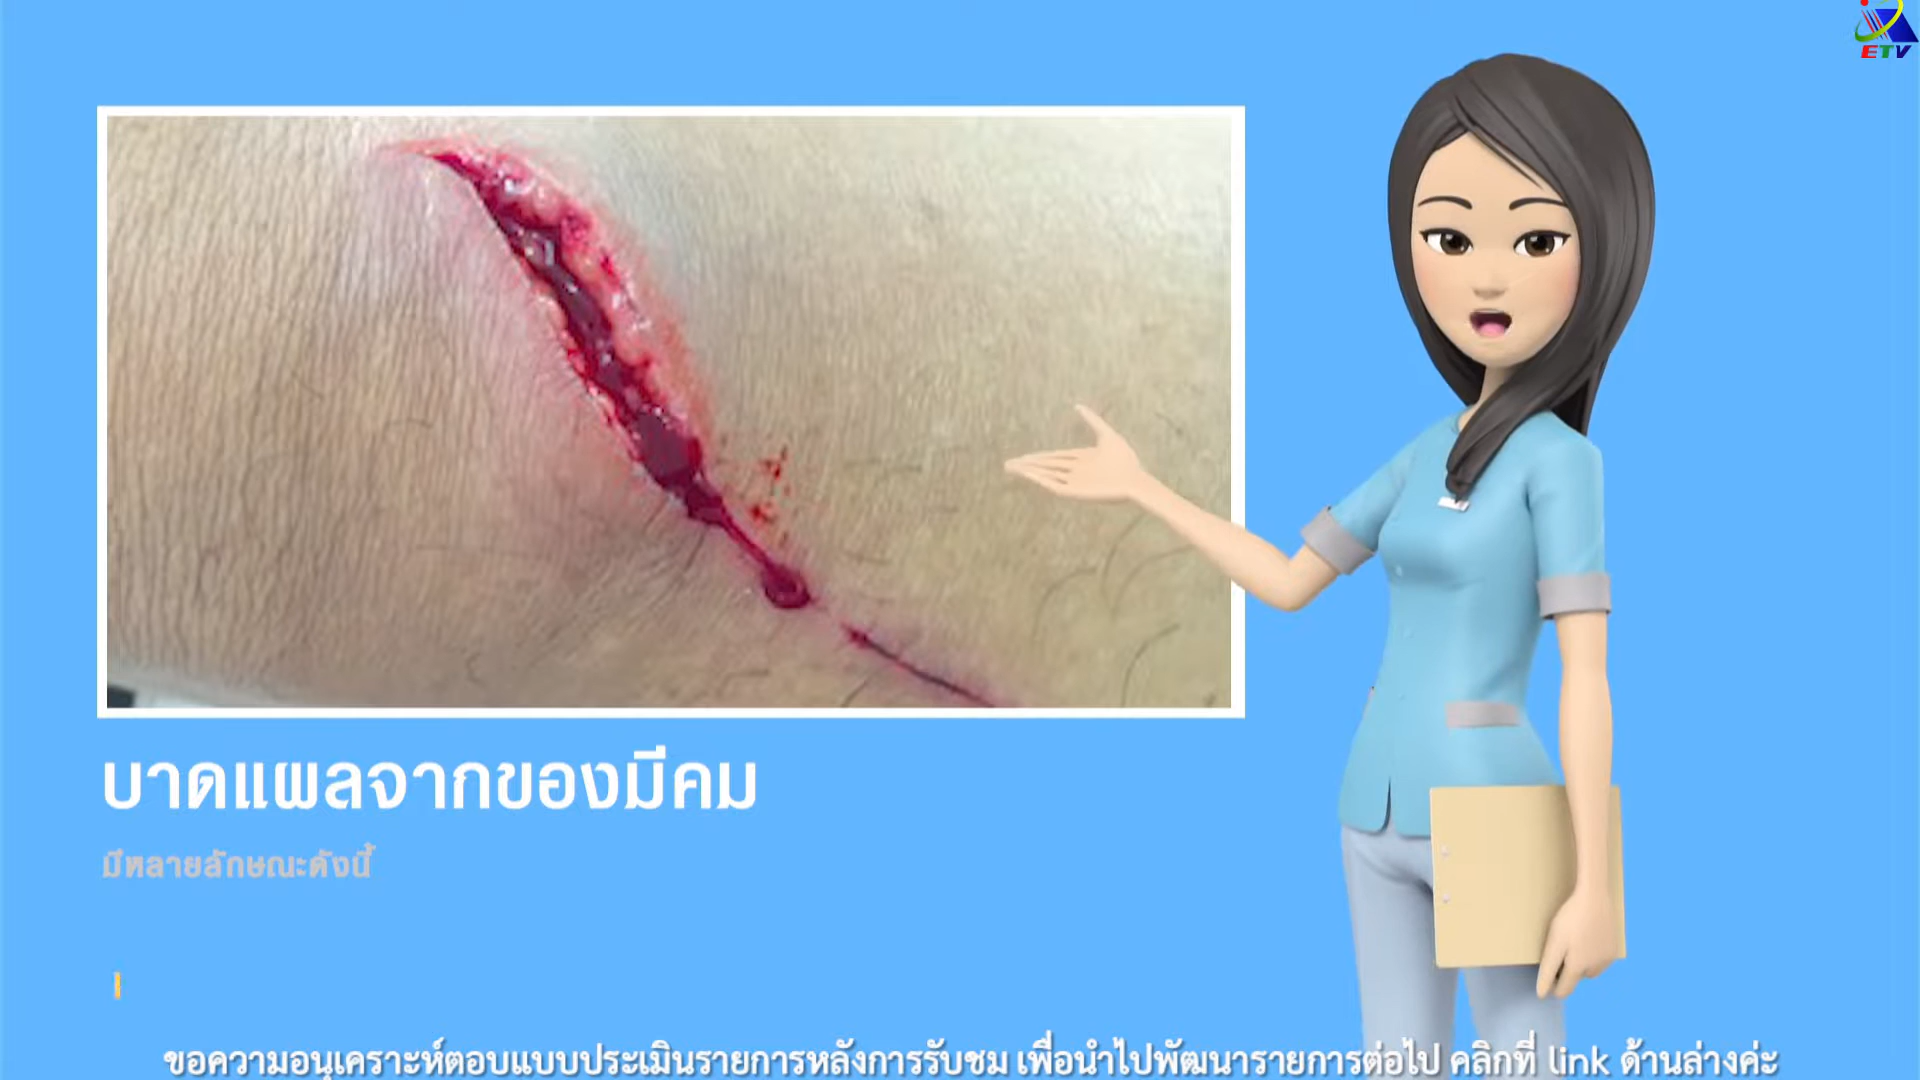 ETV
บาดแผลจากของมีคม
มีหลายลักษณะดังนี้
ขอความอนุเคราะห์ตอบแบบประเมินรายการหลังการรับชม เพื่อนำไปพัฒนารายการต่อไป คลิกที่ link ด้านล่างค่ะ